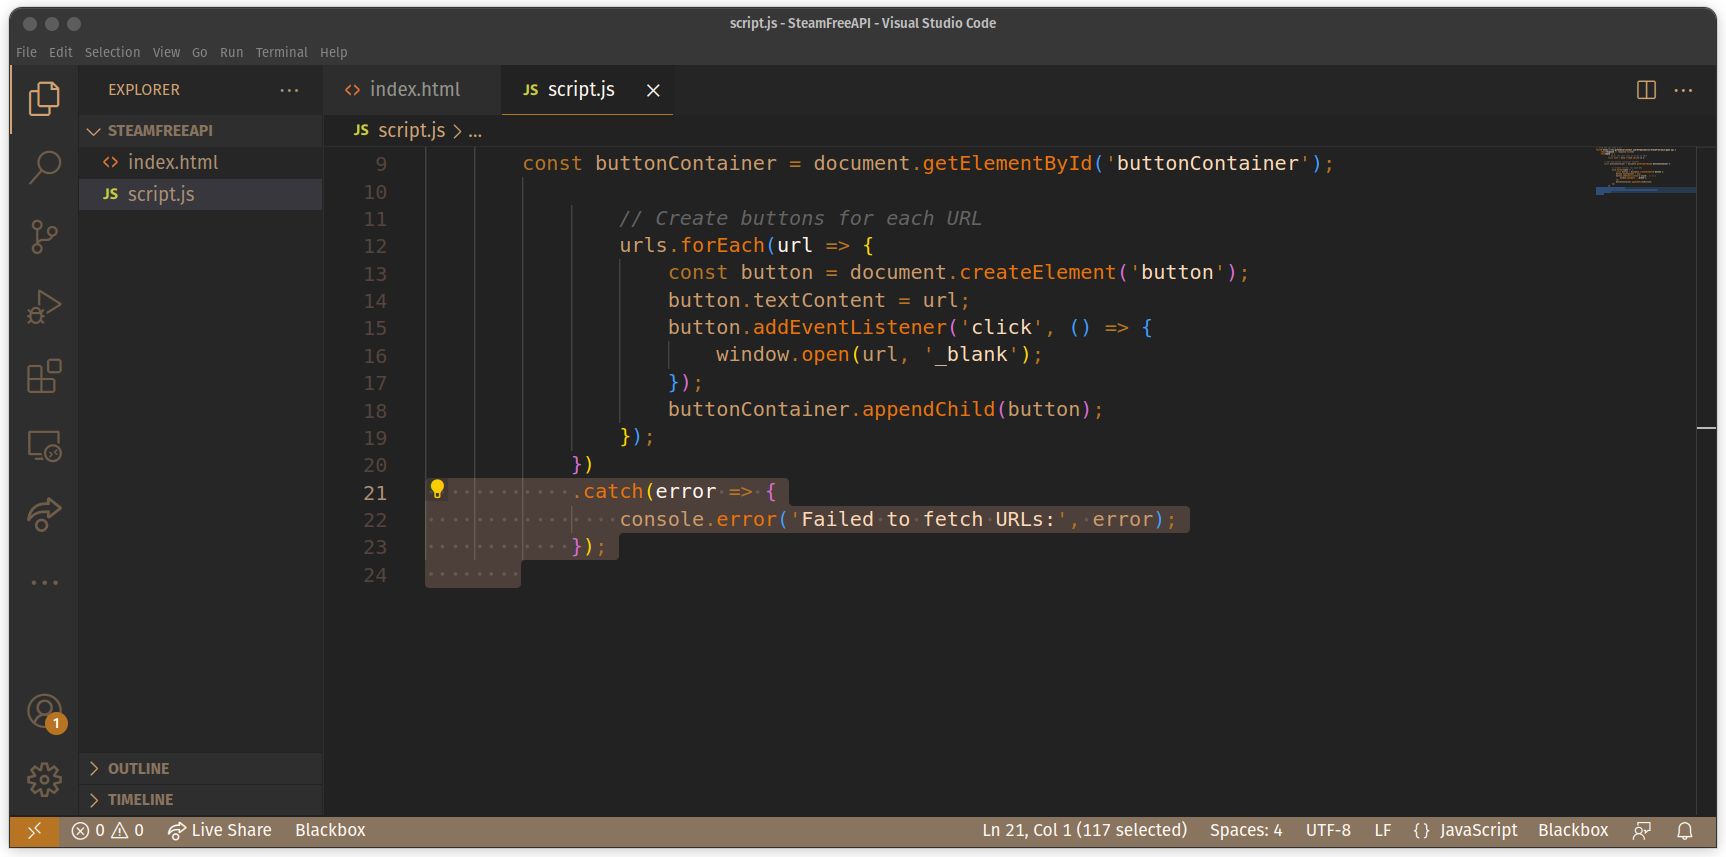 script.js - SteamFreeAPI - Visual Studio Code
File Edit Selection View Go Run Terminal Help
EXPLORER
STEAMFREEAPI
<> index.html
JS script.js
OUTLINE
TIMELINE
<> index.html
JS script.js
JS script.js > ...
9 const buttonContainer = document.getElementById('buttonContainer');
10
11 // Create buttons for each URL
12 urls.forEach(url => {
13 const button = document.createElement('button');
14 button.textContent = url;
15 button.addEventListener('click', () => {
16 window.open(url, '_blank');
17 });
18 buttonContainer.appendChild(button);
19 });
20 })
21 .catch(error => {
22 console.error('Failed to fetch URLs:', error);
23 });
24
1
0 0 Live Share Blackbox
Ln 21, Col 1 (117 selected) Spaces: 4 UTF-8 LF {} JavaScript Blackbox